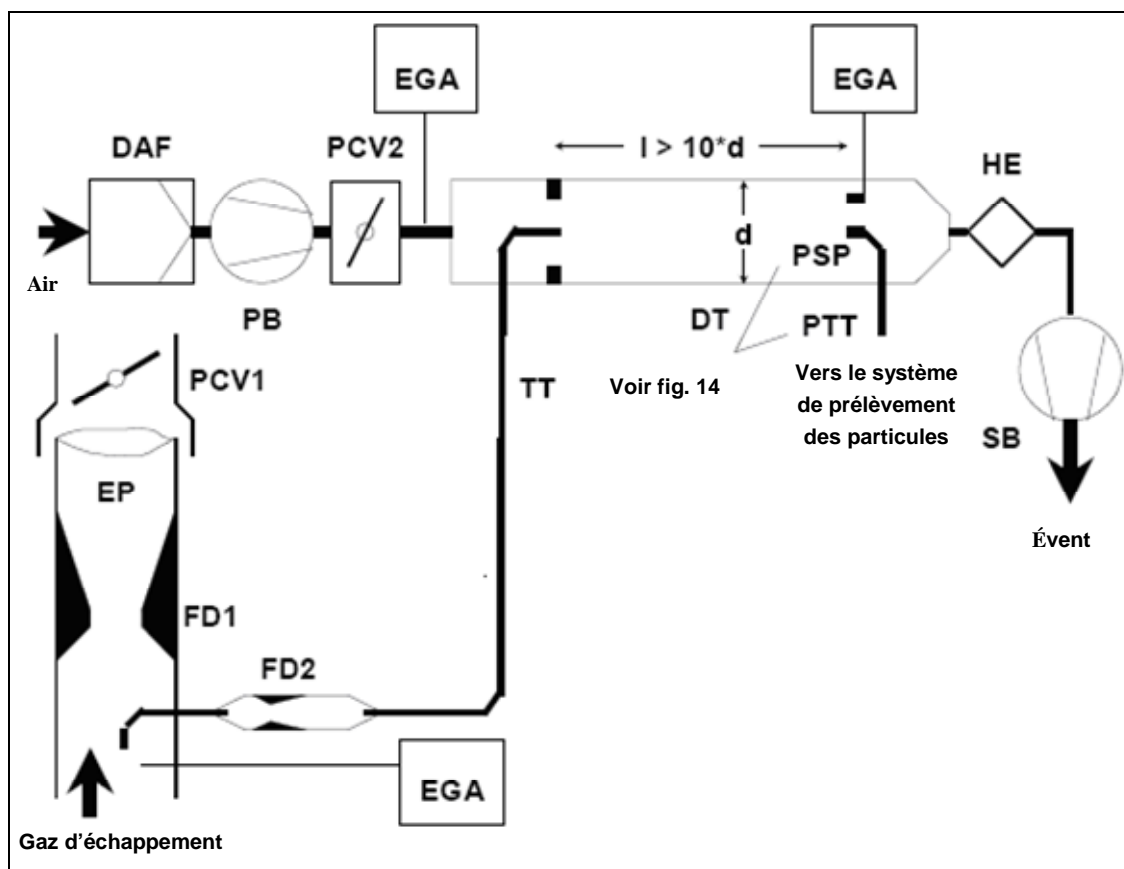 EGA
EGA
DAF
PCV2
l > 10*d
HE
d
PSP
Air
PB
DT
PTT
PCV1
TT
Voir fig. 14
Vers le système
de prélèvement
des particules
SB
EP
Évent
FD1
FD2
EGA
Gaz d'échappement